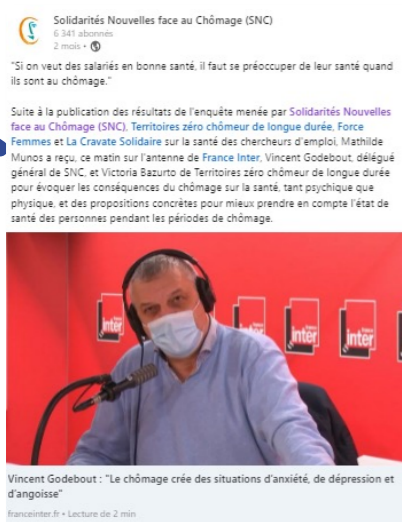 Solidarités Nouvelles face au Chômage (SNC)
6 341 abonnés
2 mois •
"Si on veut des salariés en bonne santé, il faut se préoccuper de leur santé quand
ils sont au chômage."
Suite à la publication des résultats de l'enquête menée par Solidarités Nouvelles
face au Chômage (SNC), Territoires zéro chômeur de longue durée, Force
Femmes et La Cravate Solidaire sur la santé des chercheurs d'emploi, Mathilde
Munos a reçu, ce matin sur l'antenne de France Inter, Vincent Godebout, délégué
général de SNC, et Victoria Bazurto de Territoires zéro chômeur de longue durée
pour évoquer les conséquences du chômage sur la santé, tant psychique que
physique, et des propositions concrètes pour mieux prendre en compte l'état de
santé des personnes pendant les périodes de chômage.
inter
inter
inter
Vincent Godebout : "Le chômage crée des situations d'anxiété, de dépression et
d'angoisse"
franceinter.fr • Lecture de 2 min